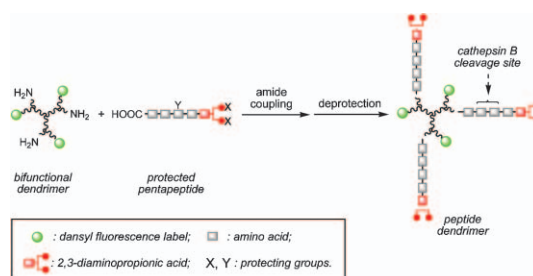 cathepsin B
cleavage site
H₂N
NH₂
H₂N
+
HOOC
Y
X
X
amide
coupling
deprotection
bifunctional
dendrimer
protected
pentapeptide
peptide
dendrimer
: dansyl fluorescence label;
: amino acid;
: 2,3-diaminopropionic acid;
X, Y : protecting groups.